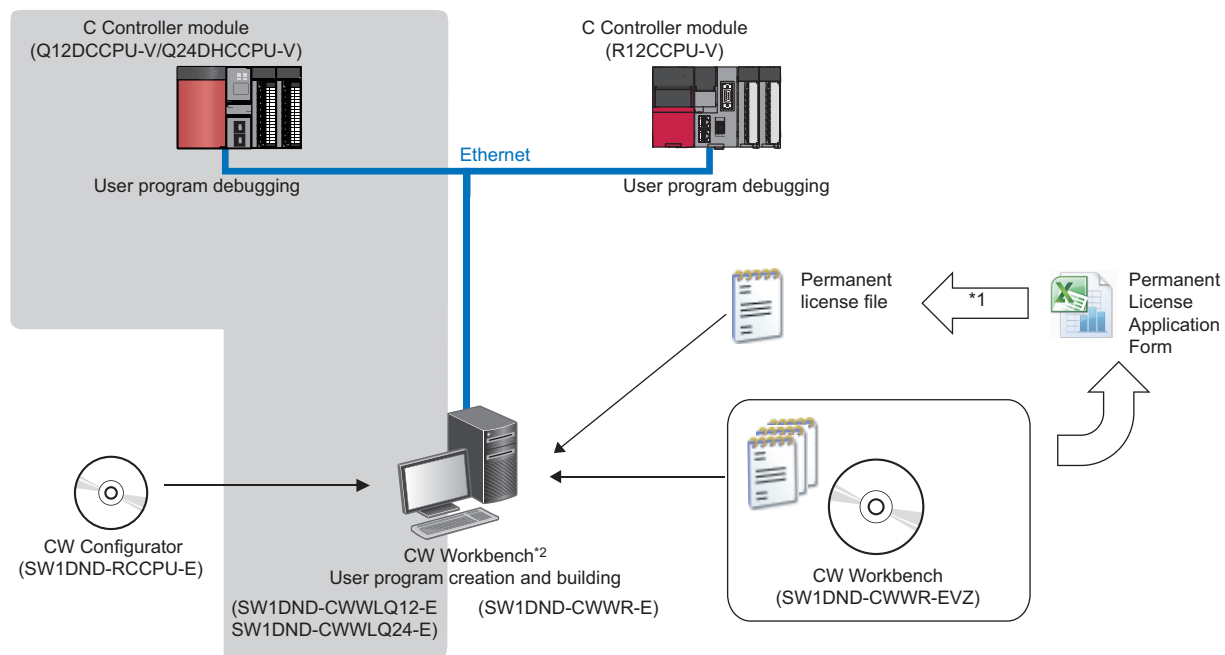 C Controller module
(Q12DCCPU-V/Q24DHCCPU-V)
C Controller module
(R12CCPU-V)
Ethernet
User program debugging
User program debugging
Permanent
license file
*1
Permanent
License
Application
Form
CW Configurator
(SW1DND-RCCPU-E)
CW Workbench*2
User program creation and building
(SW1DND-CWWLQ12-E
SW1DND-CWWLQ24-E)
(SW1DND-CWWR-E)
CW Workbench
(SW1DND-CWWR-EVZ)